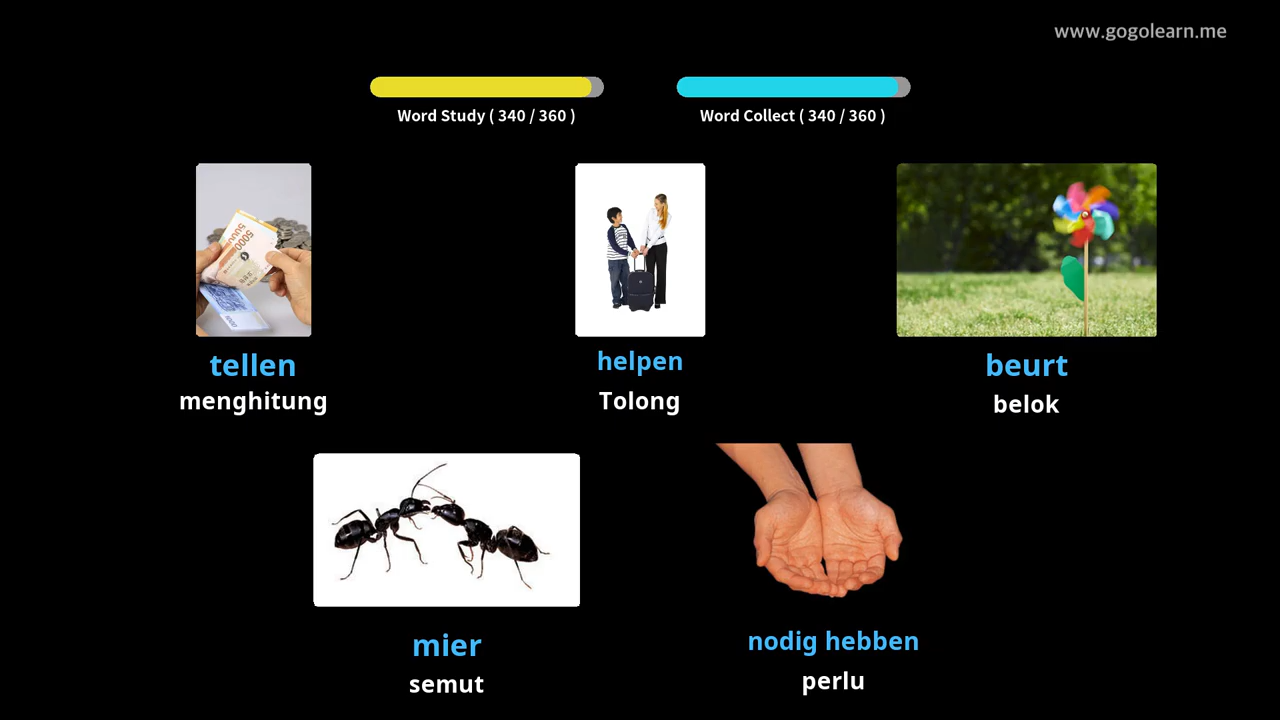 www.gogolearn.me
Word Study ( 340 / 360 )
Word Collect ( 340 / 360 )
tellen
menghitung
helpen
Tolong
beurt
belok
mier
semut
nodig hebben
perlu